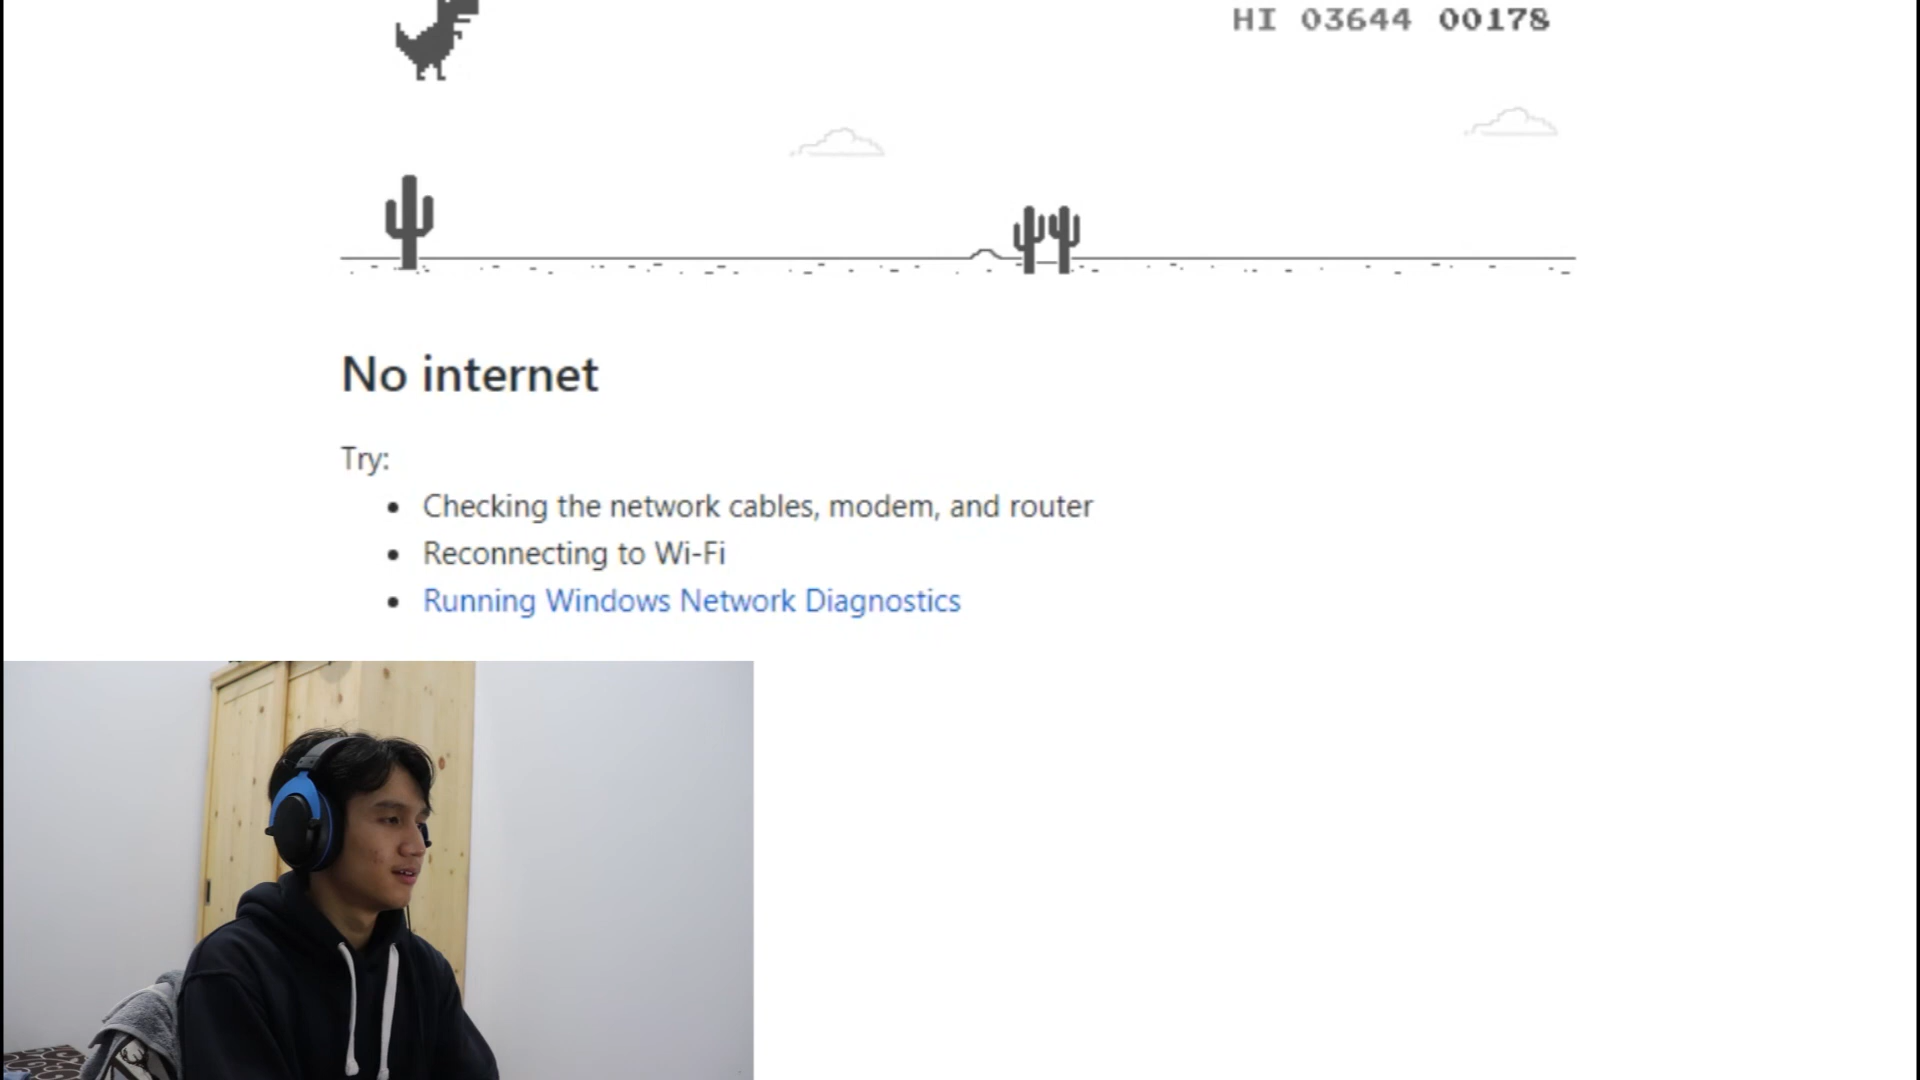 HI 03644 00178
No internet
Try:
Checking the network cables, modem, and router
Reconnecting to Wi-Fi
Running Windows Network Diagnostics